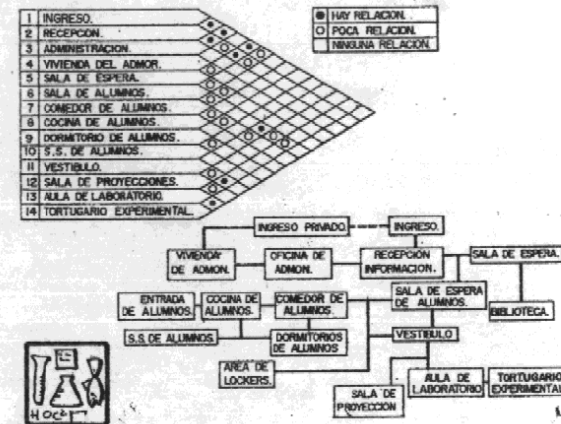 1 INGRESO.
2 RECEPCON.
3 ADMINISTRACION.
4 VIVIENDA DEL ADMOR.
5 SALA DE ESPERA.
6 SALA DE ALUMNOS.
7 COMEDOR DE ALUMNOS.
8 COCINA DE ALUMNOS.
9 DORMITORIO DE ALUMNOS.
10 S.S. DE ALUMNOS.
11 VESTIBULO.
12 SALA DE PROYECCIONES.
13 AULA DE LABORATORIO.
14 TORTUGARIO EXPERIMENTAL.
HAY RELACION.
POCA RELACION.
NINGUNA RELACION.
INGRESO PRIVADO.
INGRESO.
VIVIENDA
DE ADMON.
OFICINA DE
ADMON.
RECEPCION
INFORMACION.
SALA DE ESPERA.
ENTRADA
DE ALUMNOS.
COCINA DE
ALUMNOS.
COMEDOR DE
ALUMNOS.
SALA DE ESPERA
DE ALUMNOS.
BIBLIOTECA.
S.S. DE ALUMNOS.
DORMITORIOS
DE ALUMNOS
VESTIBULO
AREA DE
LOCKERS.
SALA DE
PROYECCION
AULA DE
LABORATORIO
TORTUGARIO
EXPERIMENTAL